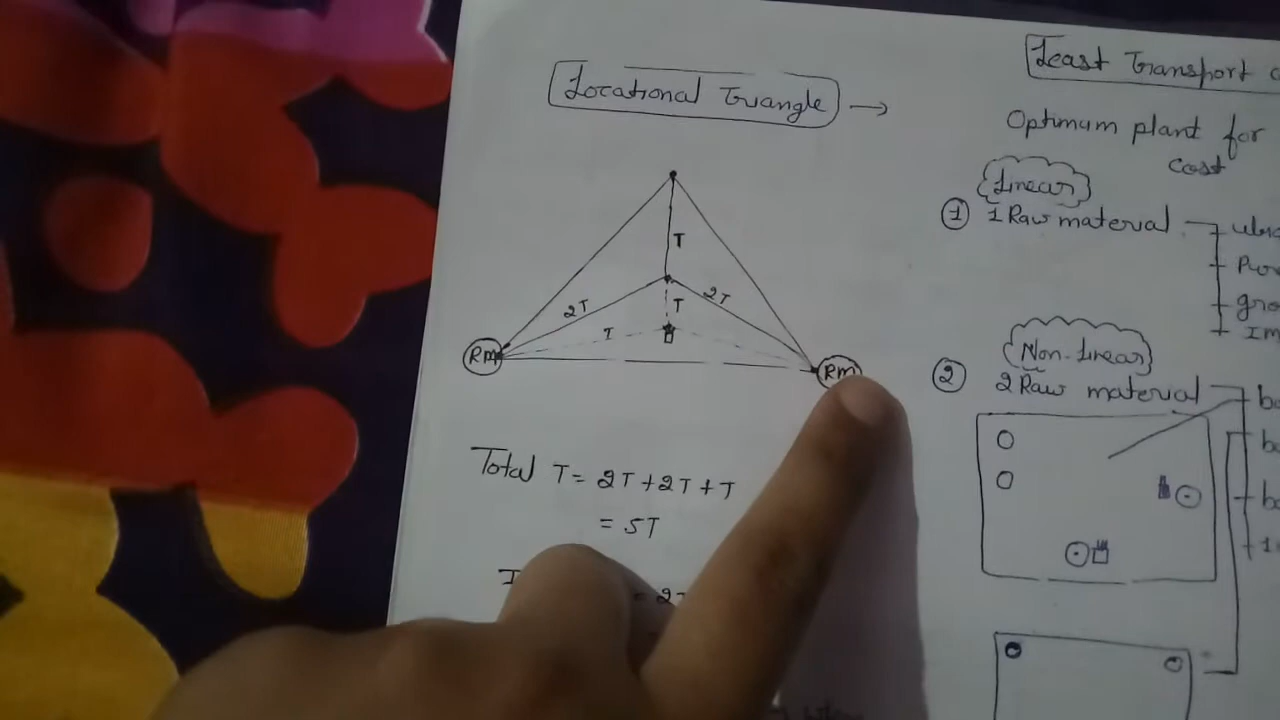 Locational Triangle →
T
2T
2T
T
T
RM
RM
Total T = 2T + 2T + T
= 5T
Least Transport
Optimum plant for
cost
Linear
① 1 Raw material
Non-Linear
② 2 Raw material